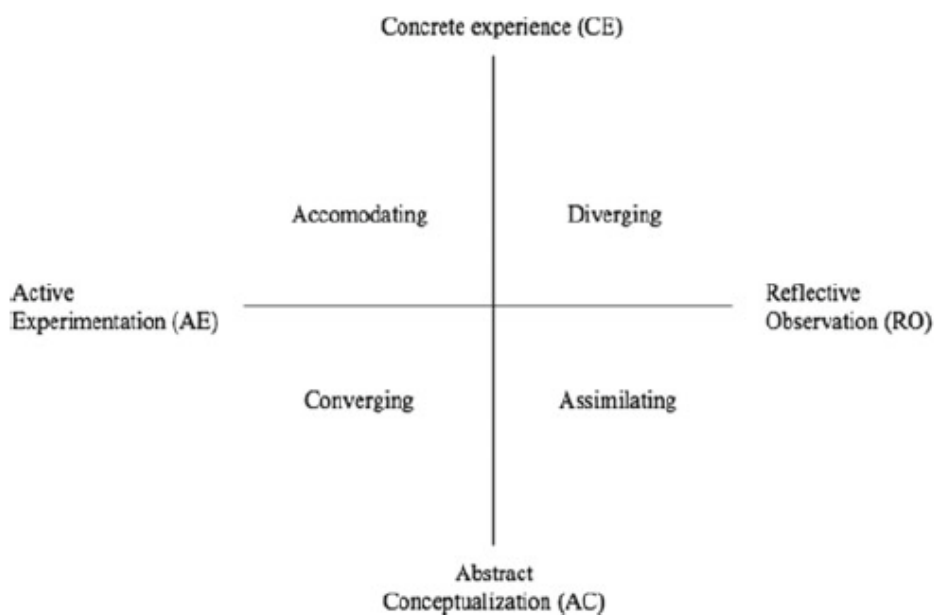 Concrete experience (CE)
Accomodating
Diverging
Active
Experimentation (AE)
Reflective
Observation (RO)
Converging
Assimilating
Abstract
Conceptualization (AC)